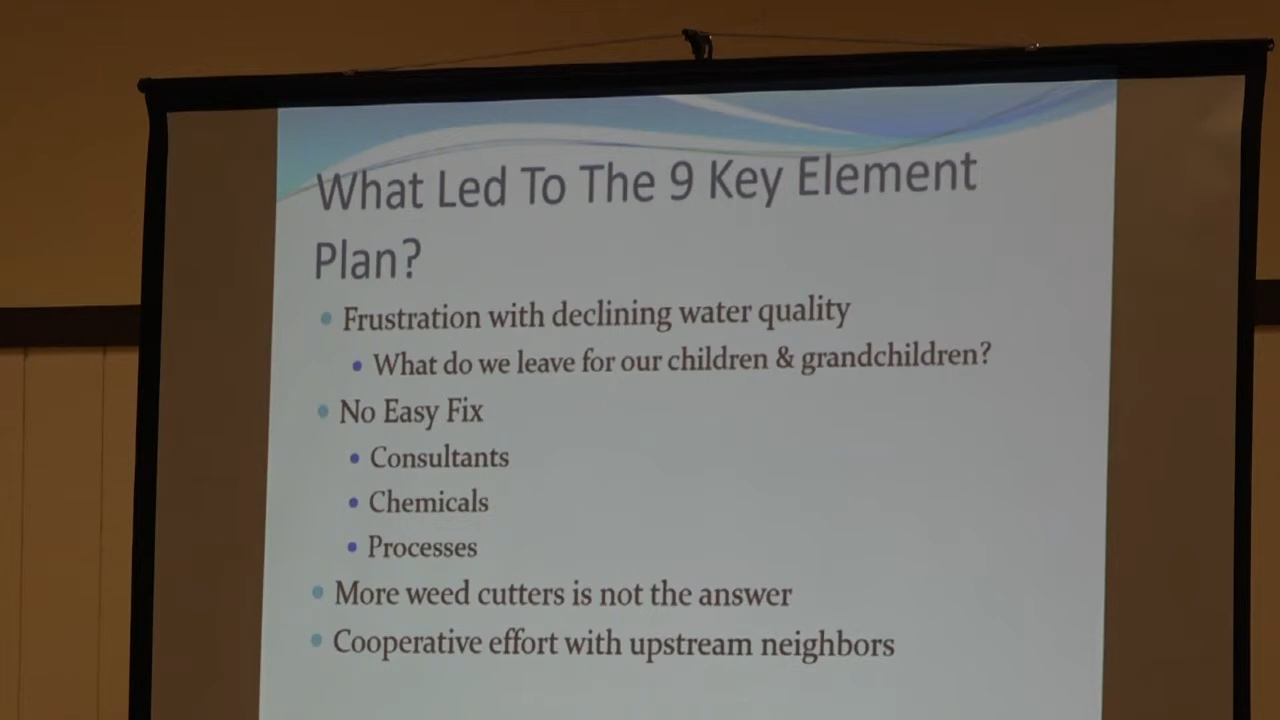 What Led To The 9 Key Element
Plan?
Frustration with declining water quality
What do we leave for our children & grandchildren?
No Easy Fix
Consultants
Chemicals
Processes
More weed cutters is not the answer
Cooperative effort with upstream neighbors